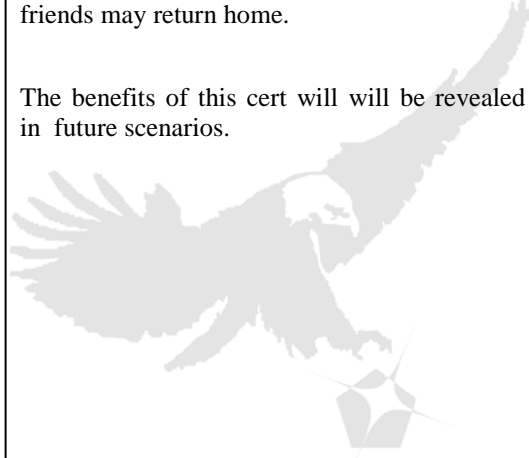 friends may return home.
The benefits of this cert will will be revealed
in future scenarios.